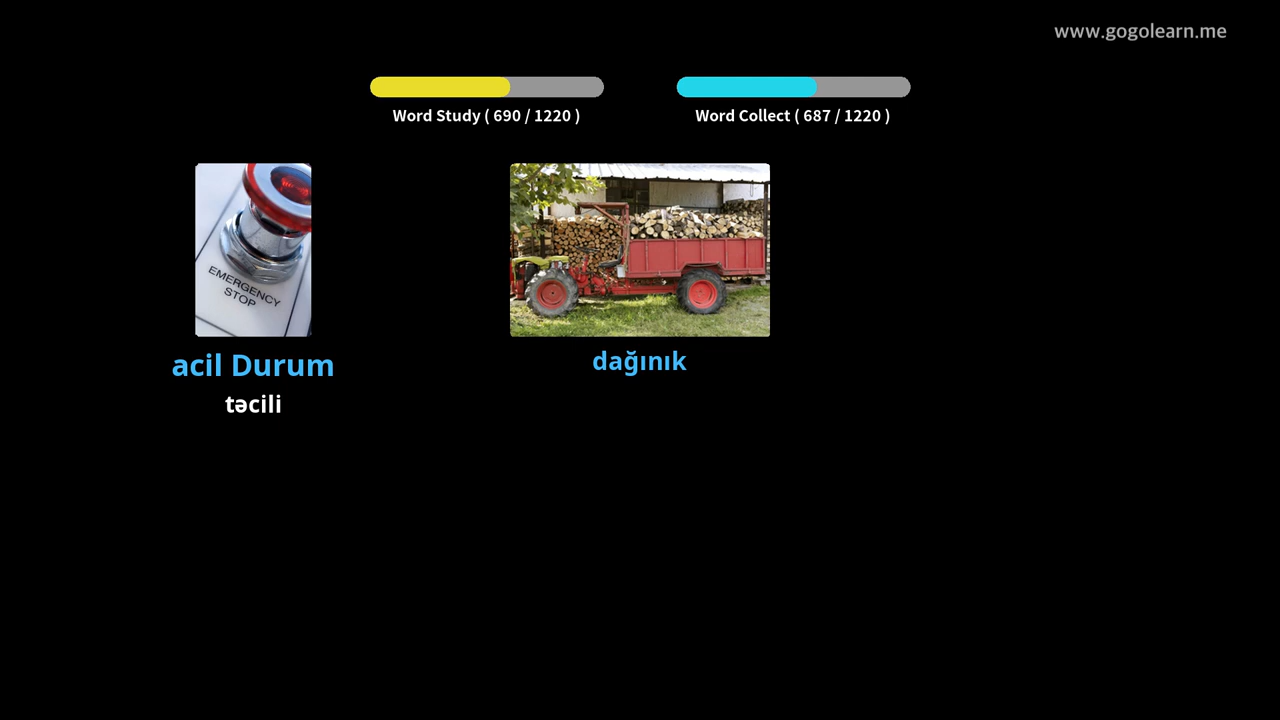 www.gogolearn.me
Word Study ( 690 / 1220 )
Word Collect ( 687 / 1220 )
EMERGENCY
STOP
acil Durum
dağınık
təcili